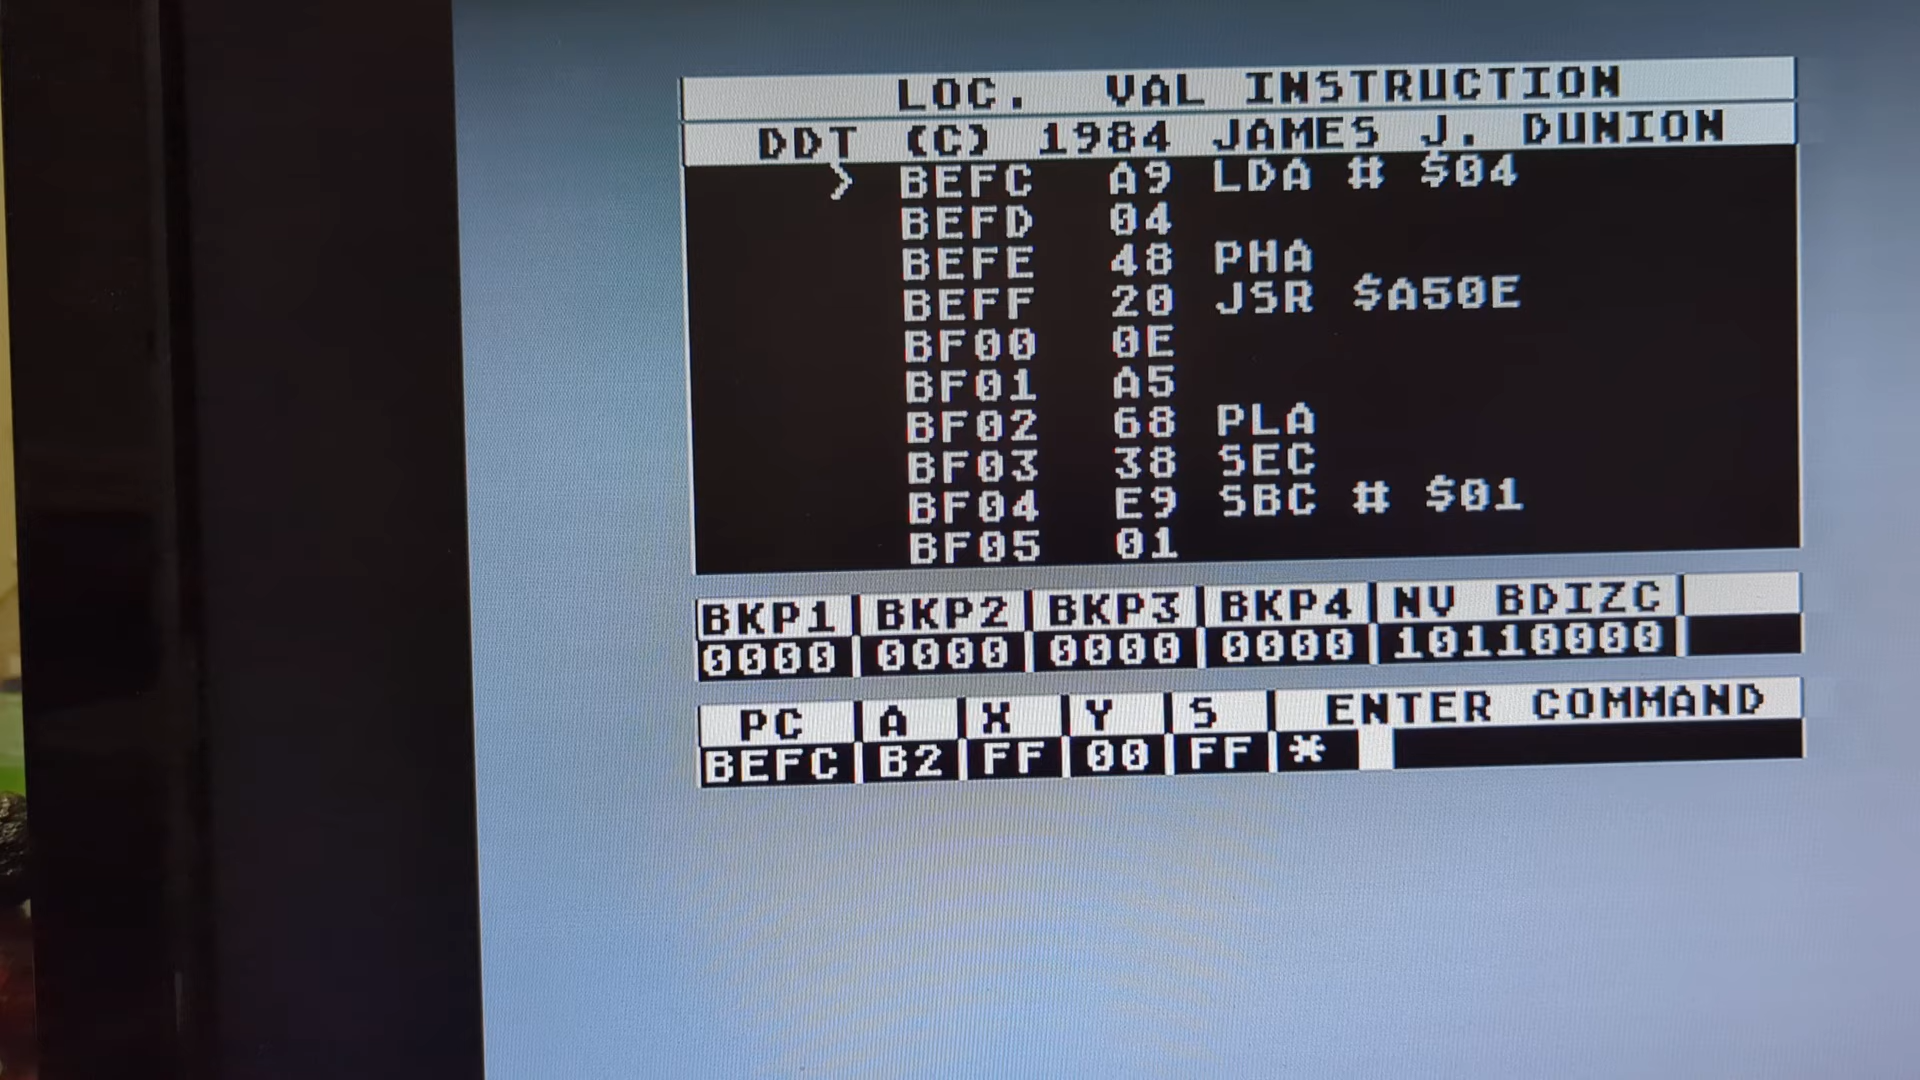 LOC. VAL INSTRUCTION
DDT (C) 1984 JAMES J. DUNION
> BEFC A9 LDA # $04
BEFD 04
BEFE 48 PHA
BEFF 20 JSR $A50E
BF00 0E
BF01 A5
BF02 68 PLA
BF03 38 SEC
BF04 E9 SBC # $01
BF05 01
BKP1 BKP2 BKP3 BKP4 NV BDIZC
0000 0000 0000 0000 10110000
PC A X Y S ENTER COMMAND
BEFC B2 FF 00 FF *